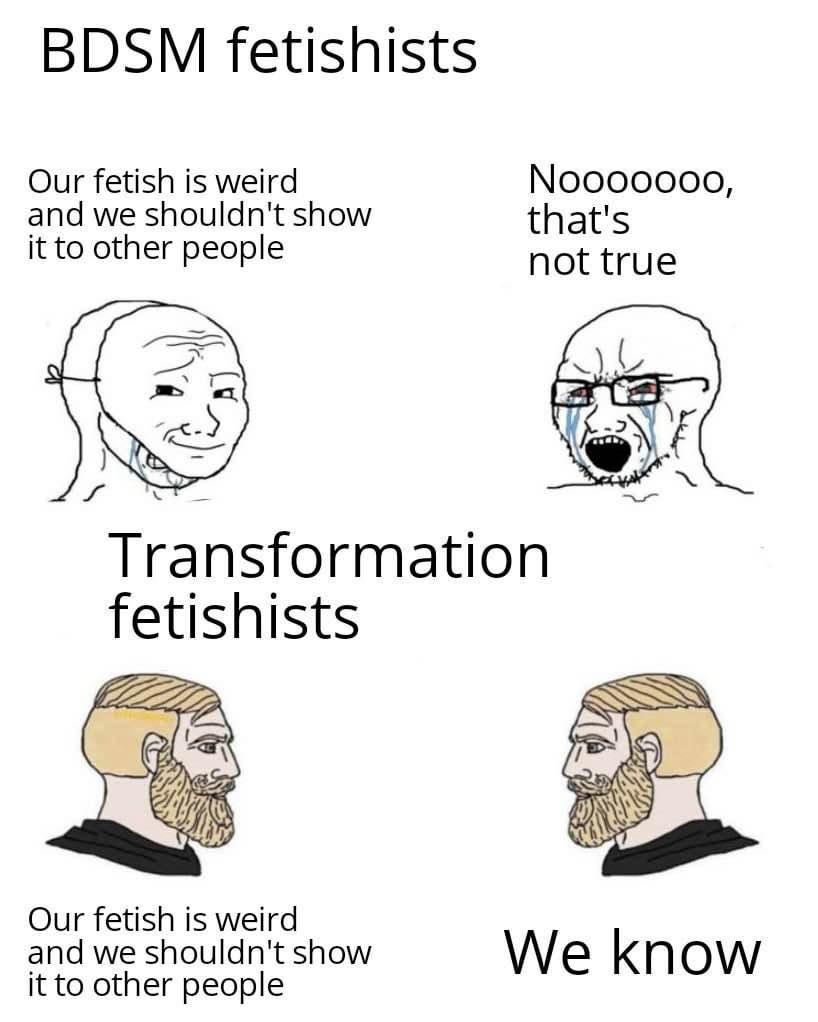 BDSM fetishists
Our fetish is weird
and we shouldn't show
it to other people
Nooooooo,
that's
not true
Transformation
fetishists
Our fetish is weird
and we shouldn't show
it to other people
We know